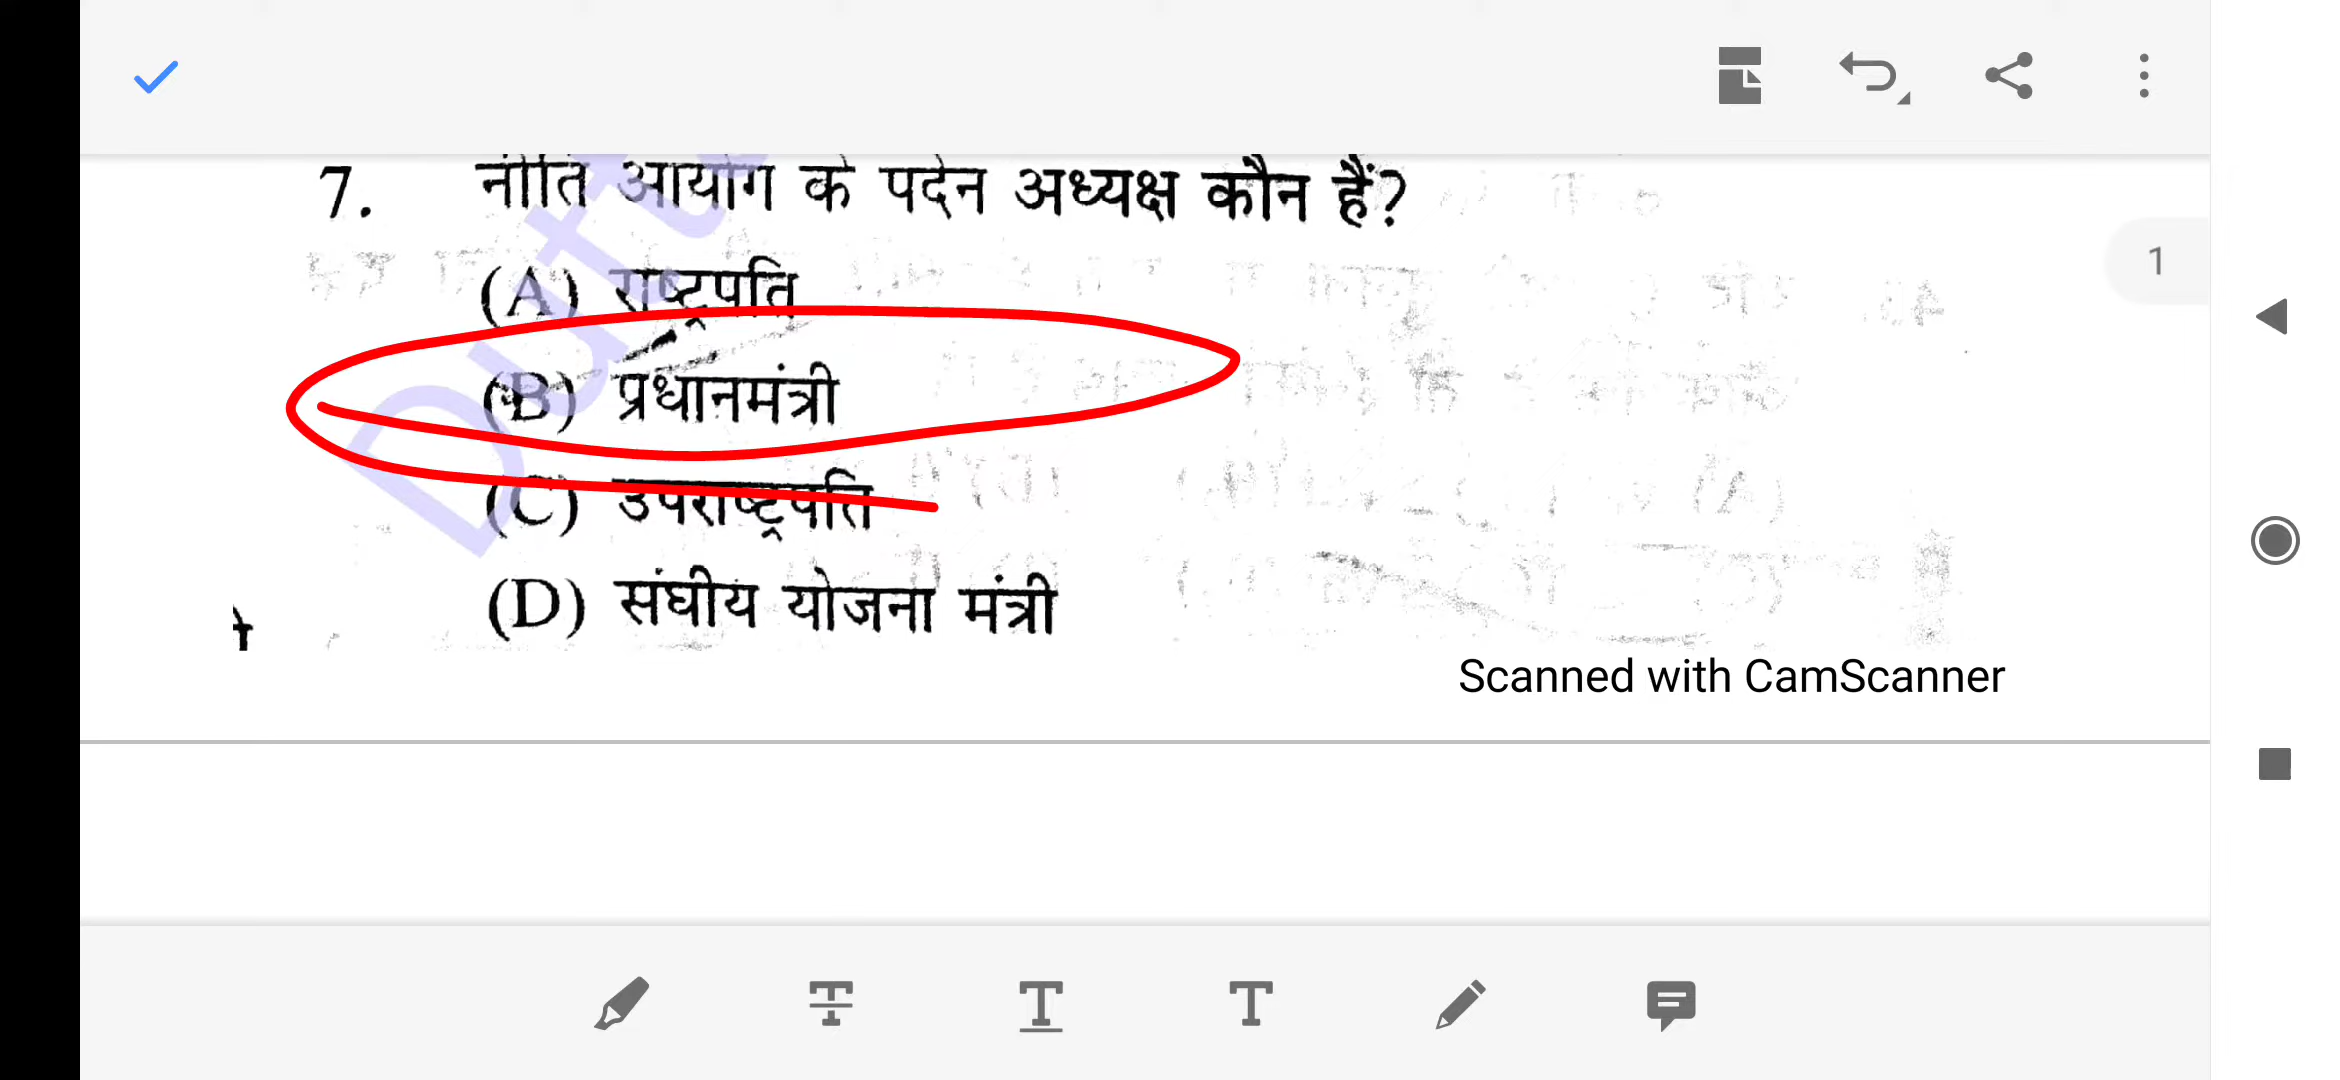 7. नीति आयोग के पदेन अध्यक्ष कौन हैं?
1
(A) राष्ट्रपति
(B) प्रधानमंत्री
(C) उपराष्ट्रपति
(D) संघीय योजना मंत्री
Scanned with CamScanner